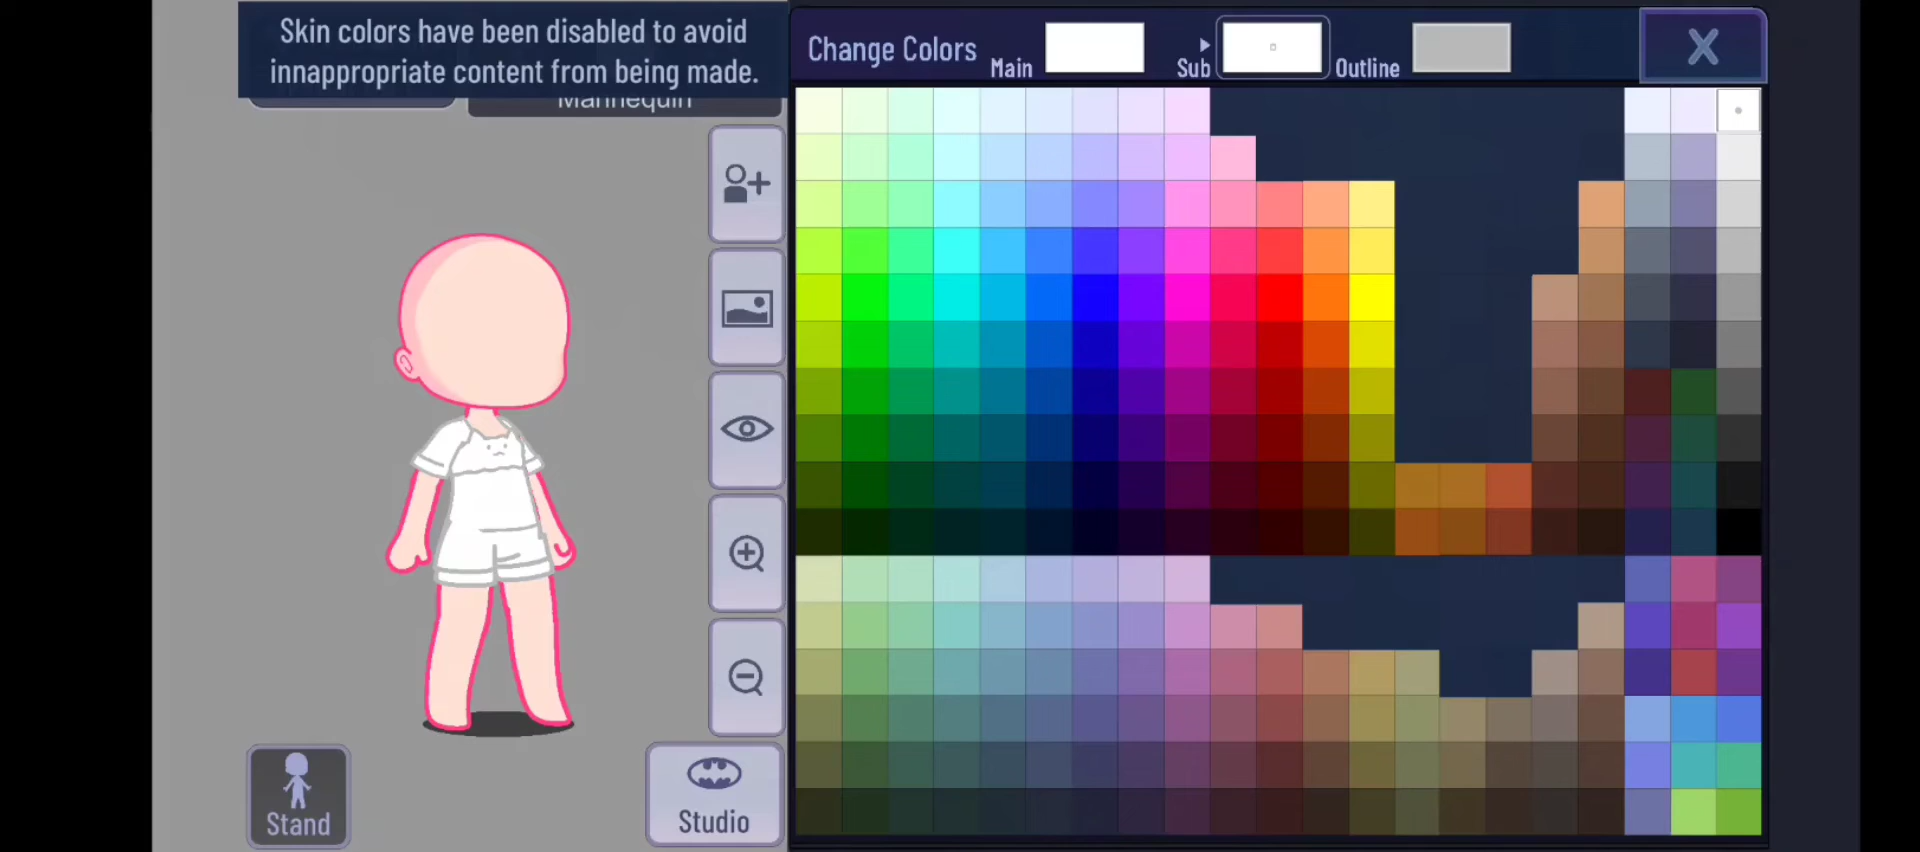 Skin colors have been disabled to avoid
innappropriate content from being made.
Mannequin
Change Colors
Main
Sub
Outline
X
Stand
Studio